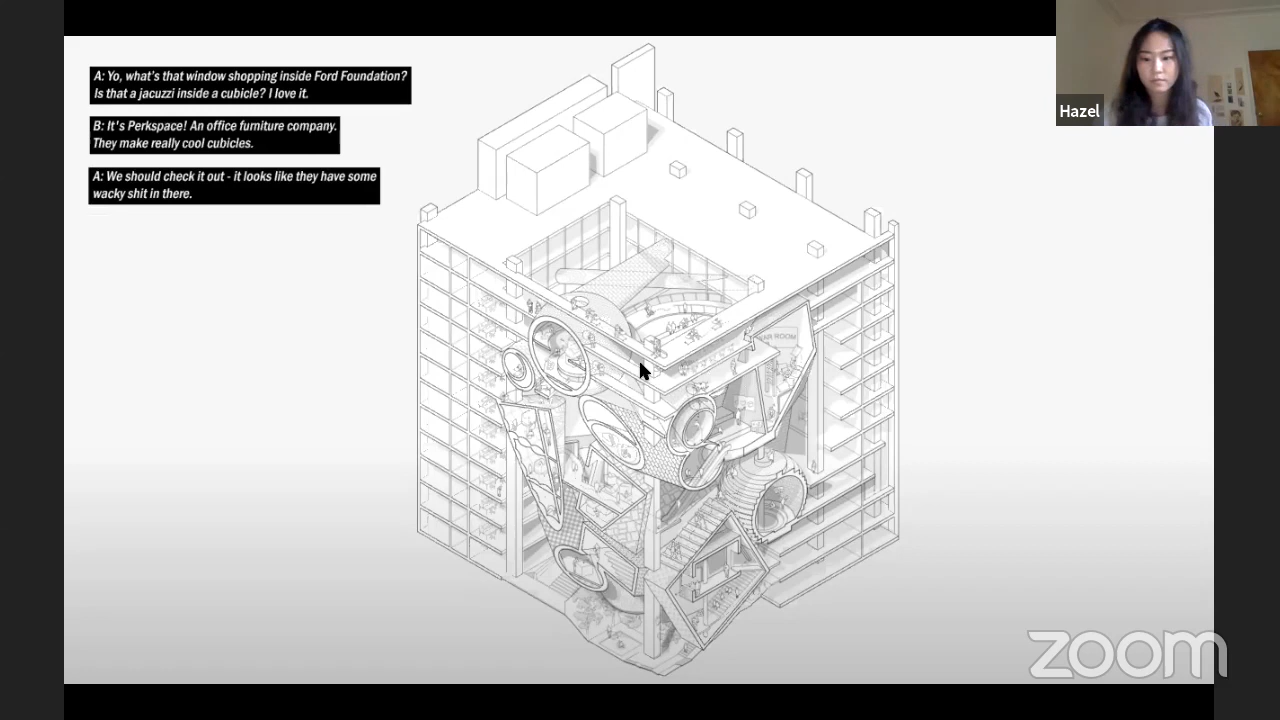 A: Yo, what's that window shopping inside Ford Foundation?
Is that a jacuzzi inside a cubicle? I love it.
B: It's Perkspace! An office furniture company.
They make really cool cubicles.
A: We should check it out - it looks like they have some
wacky shit in there.
Hazel
ROOM
zoom